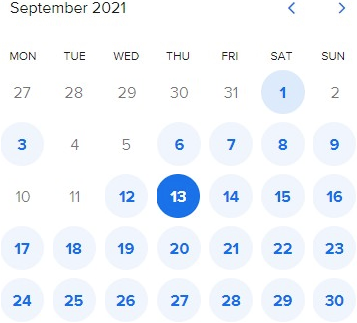 September 2021
MON TUE WED THU FRI SAT SUN
27 28 29 30 31 1 2
3 4 5 6 7 8 9
10 11 12 13 14 15 16
17 18 19 20 21 22 23
24 25 26 27 28 29 30